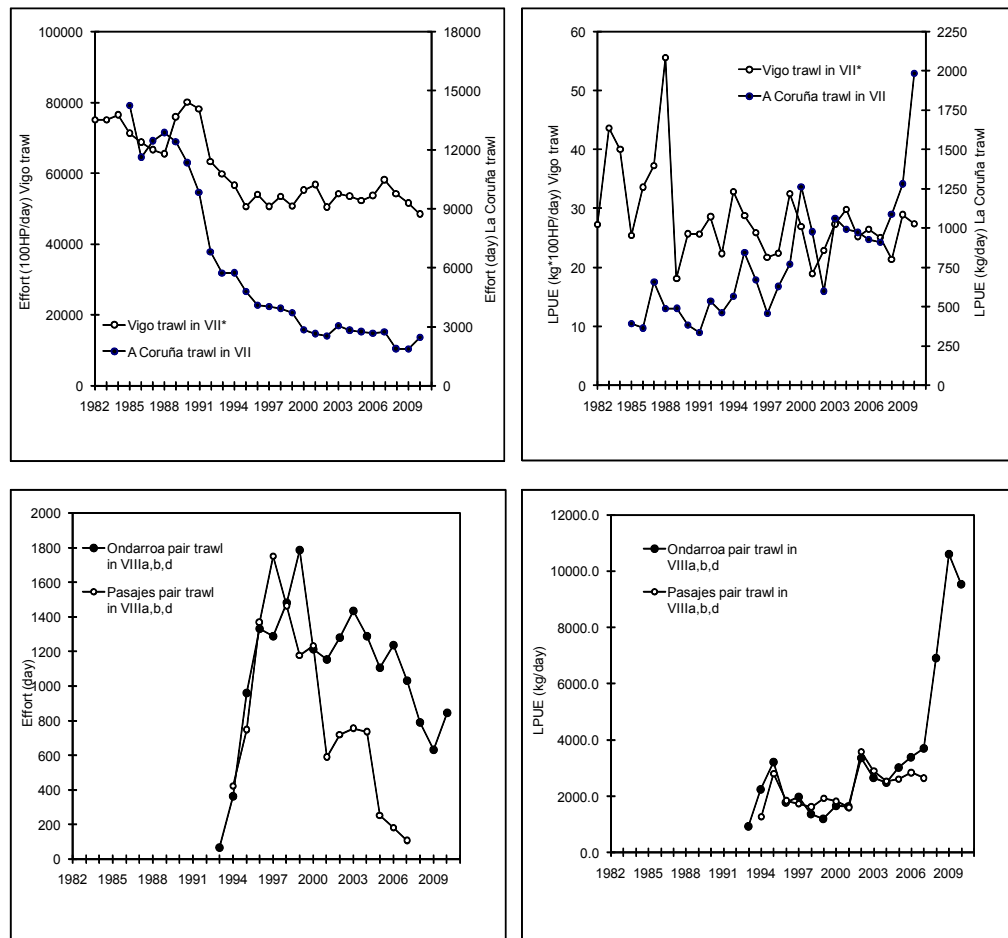 100000
80000
60000
40000
20000
0
Effort (100HP/day) Vigo trawl
18000
15000
12000
9000
6000
3000
0
Effort (day) La Coruña trawl
Vigo trawl in VII*
A Coruña trawl in VII
1982 1985 1988 1991 1994 1997 2000 2003 2006 2009
60
50
40
30
20
10
0
LPUE (kg*100HP/day) Vigo trawl
2250
2000
1750
1500
1250
1000
750
500
250
0
LPUE (kg/day) La Coruña trawl
Vigo trawl in VII*
A Coruña trawl in VII
1982 1985 1988 1991 1994 1997 2000 2003 2006 2009
2000
1800
1600
1400
1200
1000
800
600
400
200
0
Effort (day)
Ondarroa pair trawl
in VIIIa,b,d
Pasajes pair trawl
in VIIIa,b,d
1982 1985 1988 1991 1994 1997 2000 2003 2006 2009
12000.0
10000.0
8000.0
6000.0
4000.0
2000.0
0.0
LPUE (kg/day)
Ondarroa pair trawl in
VIIIa,b,d
Pasajes pair trawl in
VIIIa,b,d
1982 1985 1988 1991 1994 1997 2000 2003 2006 2009